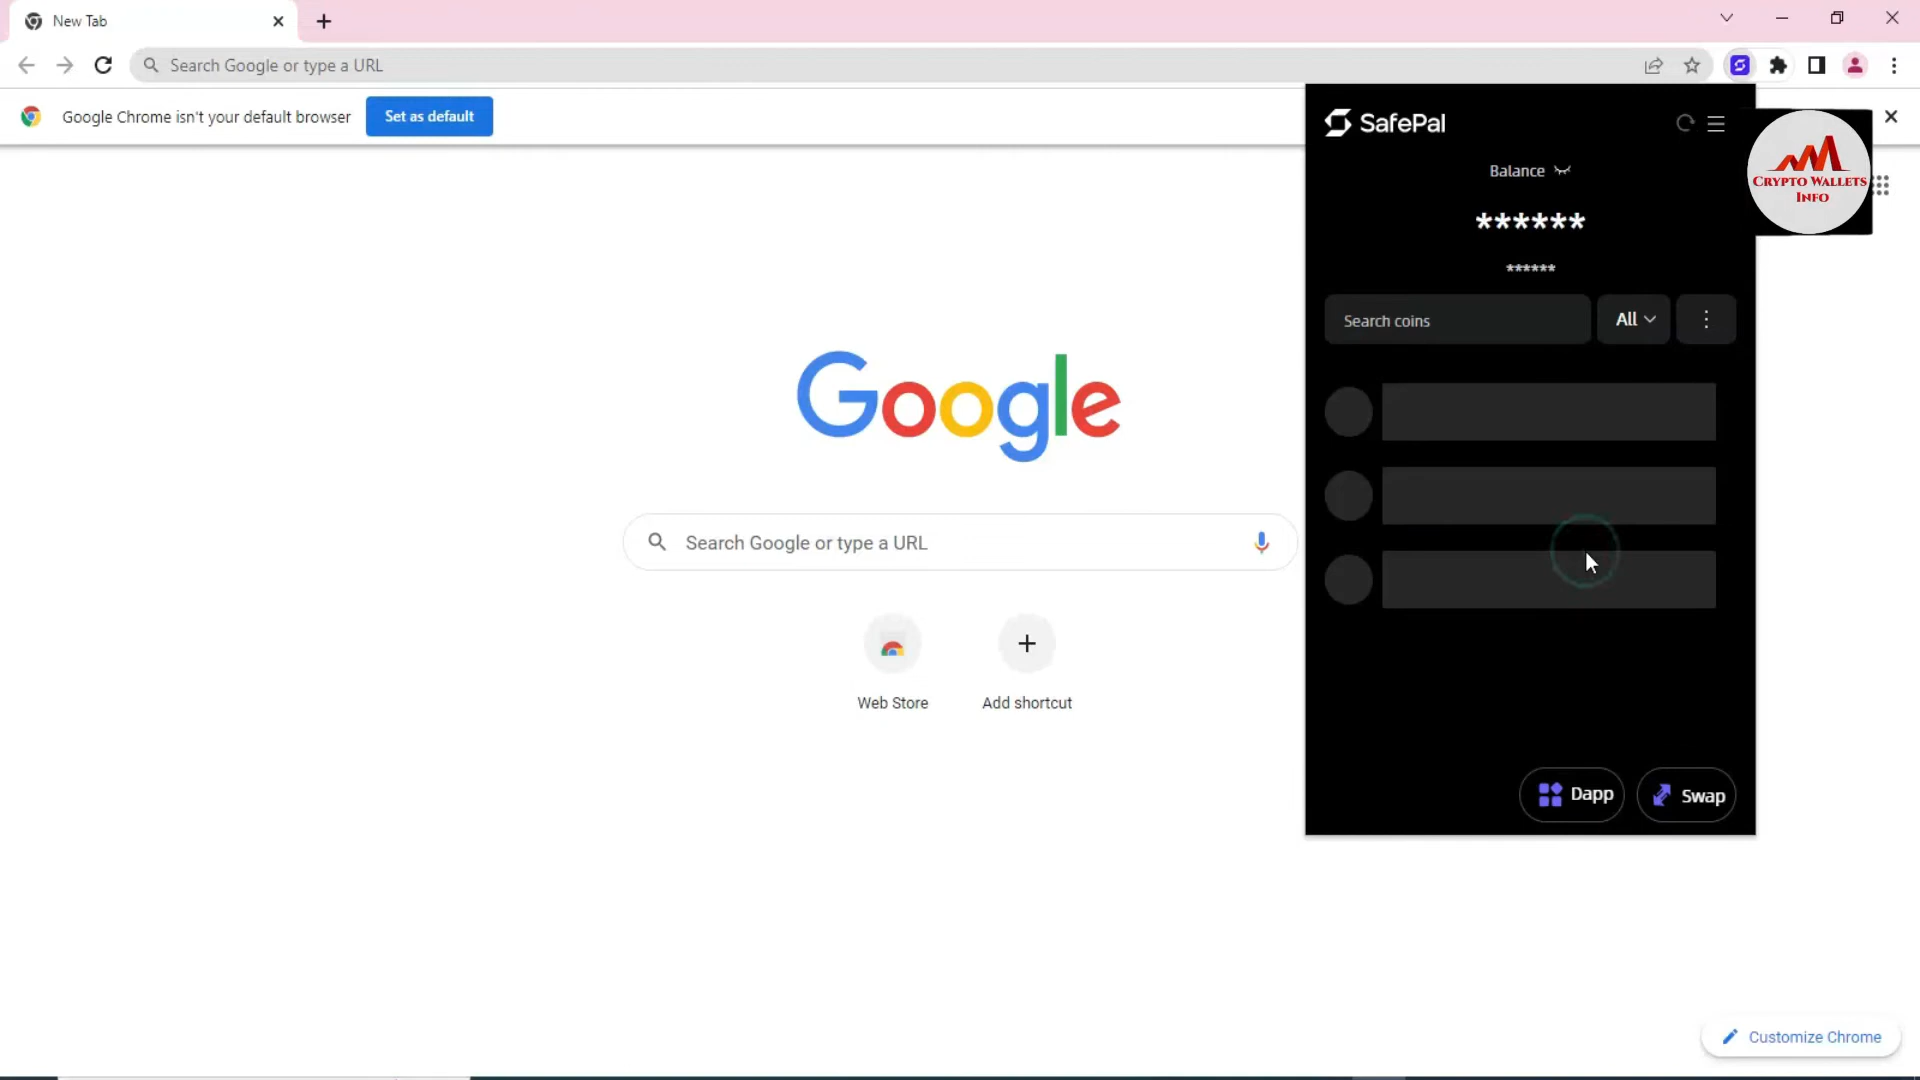 New Tab
Search Google or type a URL
Google Chrome isn't your default browser
Set as default
SafePal
Balance
******
******
Search coins
All
CRYPTO WALLETS
INFO
Google
Search Google or type a URL
Web Store
Add shortcut
Dapp
Swap
Customize Chrome